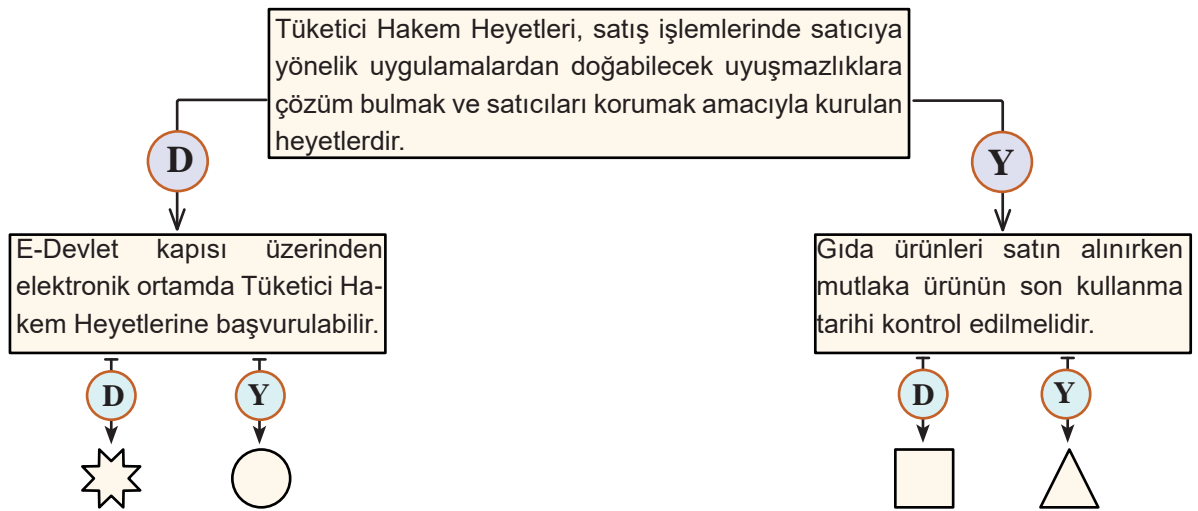 Tüketici Hakem Heyetleri, satış işlemlerinde satıcıya
yönelik uygulamalardan doğabilecek uyuşmazlıklara
çözüm bulmak ve satıcıları korumak amacıyla kurulan
heyetlerdir.
D
Y
E-Devlet kapısı üzerinden
elektronik ortamda Tüketici Ha-
kem Heyetlerine başvurulabilir.
Gıda ürünleri satın alınırken
mutlaka ürünün son kullanma
tarihi kontrol edilmelidir.
D
Y
D
Y